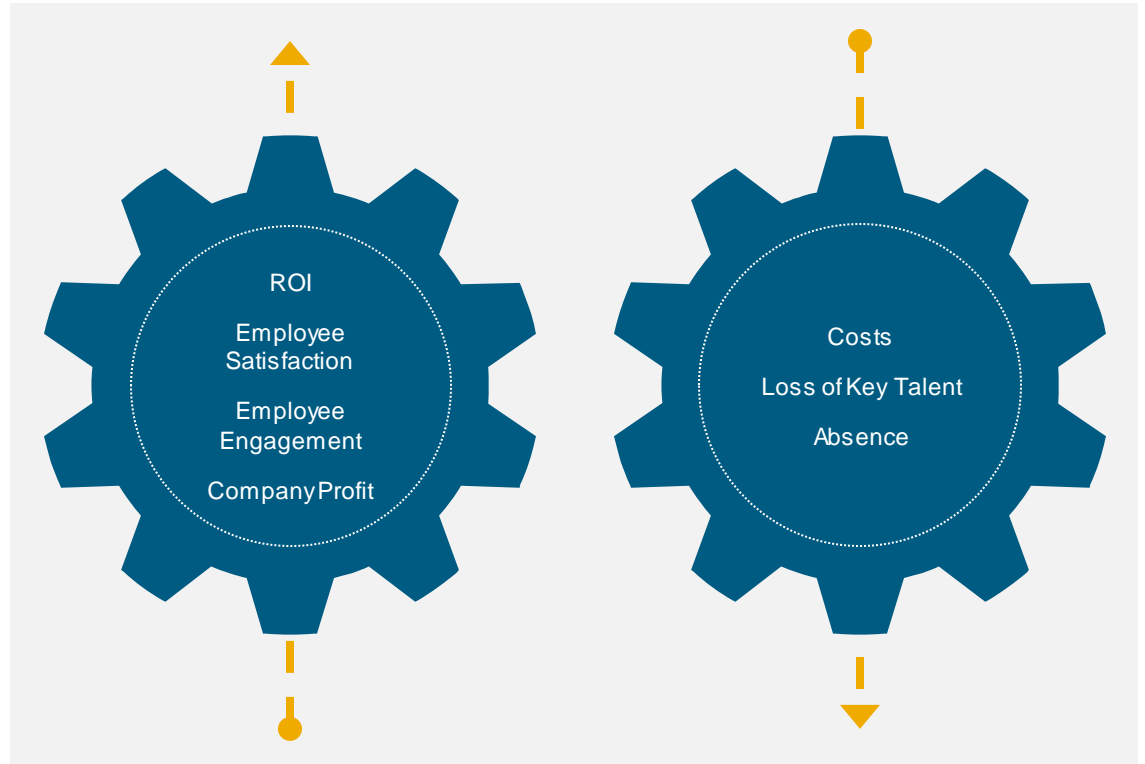 ROI
Employee
Satisfaction
Employee
Engagement
Company Profit
Costs
Loss of Key Talent
Absence